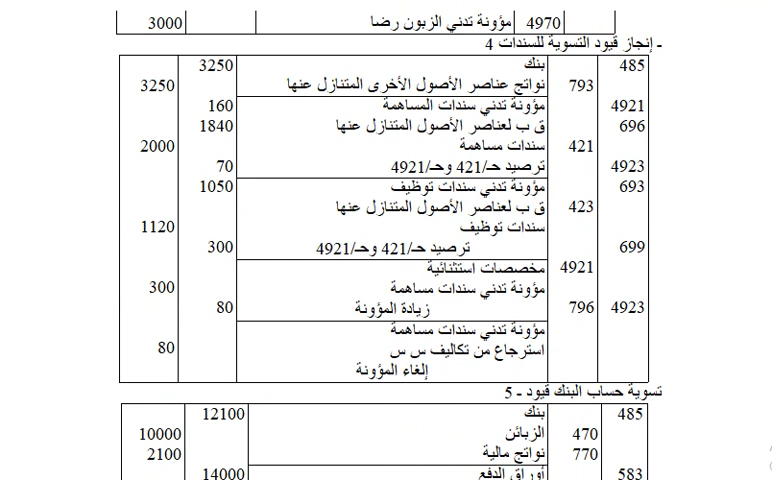 4970 مؤونة تدني الزبون رضا 3000
4 - إنجاز قيود التسوية للسندات
485 بنك 3250
793 نواتج عناصر الأصول الأخرى المتنازل عنها 3250
4921 مؤونة تدني سندات المساهمة 160
696 ق ب لعناصر الأصول المتنازل عنها 1840
421 سندات مساهمة 2000
4923 ترصيد حـ/421 وحـ/4921 70
693 مؤونة تدني سندات توظيف 1050
423 ق ب لعناصر الأصول المتنازل عنها
سندات توظيف 1120
699 ترصيد حـ/421 وحـ/4921 300
4921 مخصصات استثنائية
مؤونة تدني سندات مساهمة 300
4923 796 زيادة المؤونة 80
مؤونة تدني سندات مساهمة
استرجاع من تكاليف س س 80
إلغاء المؤونة
5 - تسوية حساب البنك قيود
485 بنك 12100
470 الزبائن 10000
770 نواتج مالية 2100
583 أوراق الدفع 14000